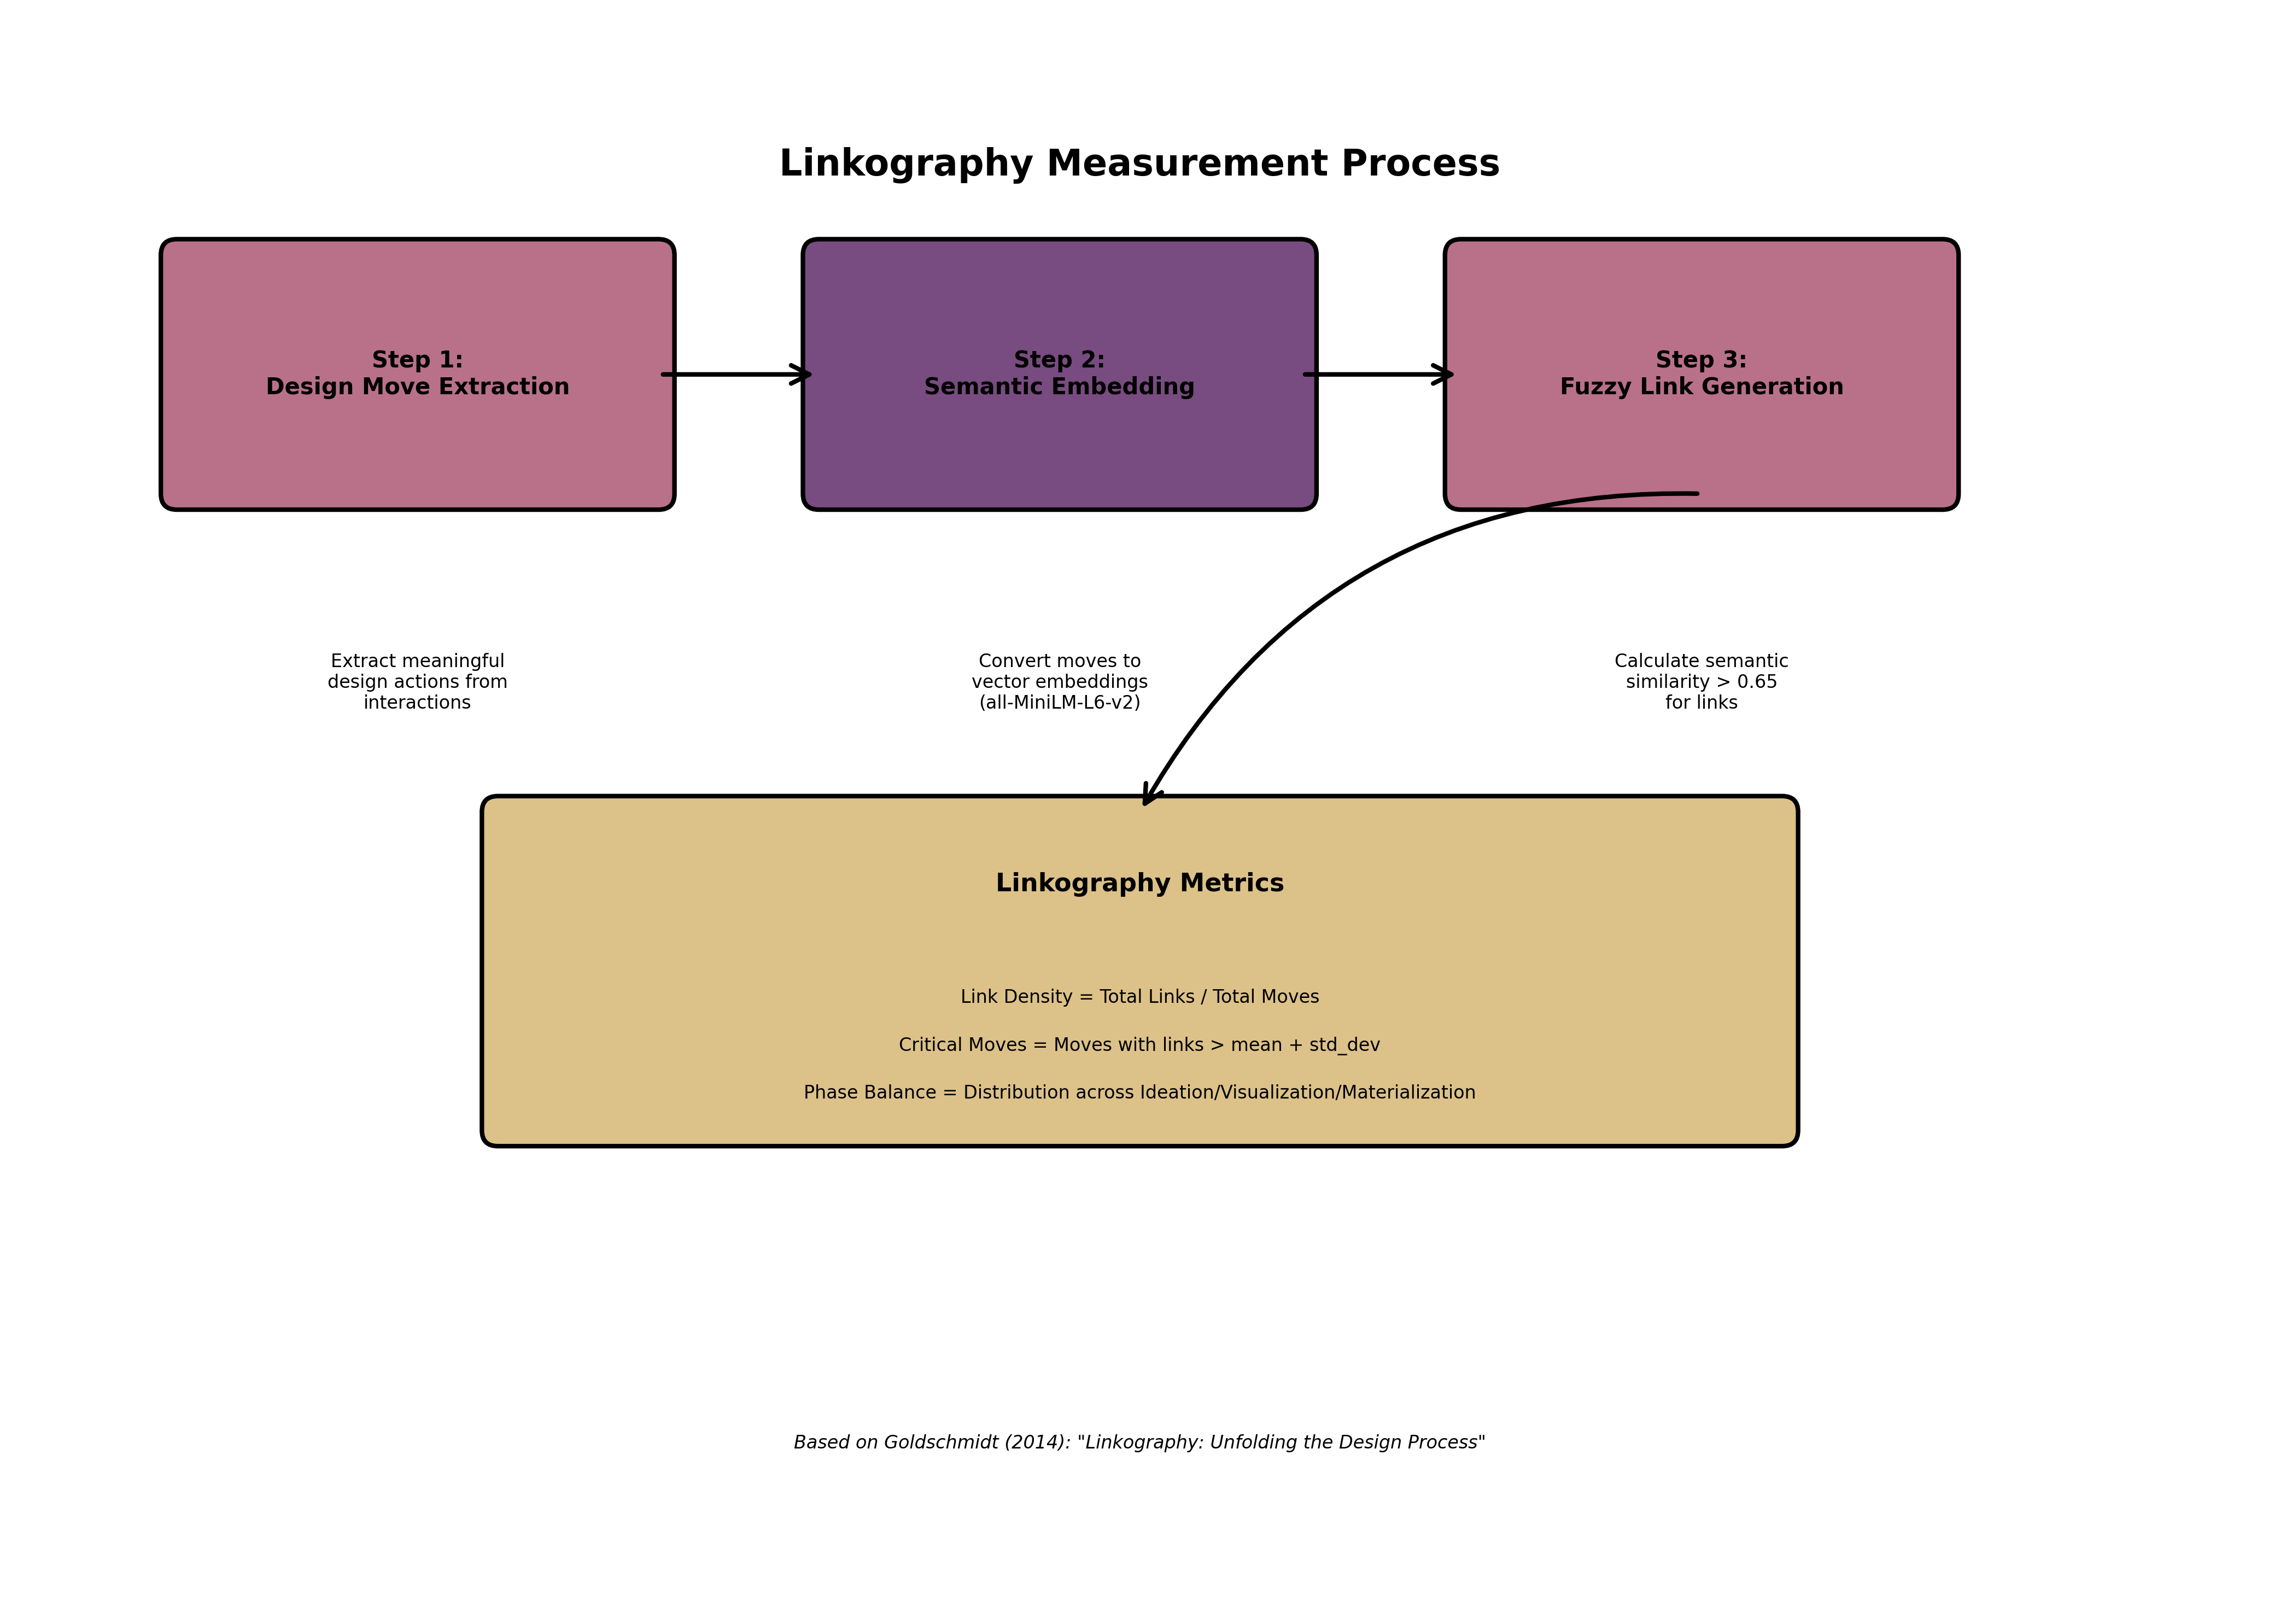 Linkography Measurement Process
Step 1:
Design Move Extraction
Step 2:
Semantic Embedding
Step 3:
Fuzzy Link Generation
Extract meaningful
design actions from
interactions
Convert moves to
vector embeddings
(all-MiniLM-L6-v2)
Calculate semantic
similarity > 0.65
for links
Linkography Metrics
Link Density = Total Links / Total Moves
Critical Moves = Moves with links > mean + std_dev
Phase Balance = Distribution across Ideation/Visualization/Materialization
Based on Goldschmidt (2014): "Linkography: Unfolding the Design Process"